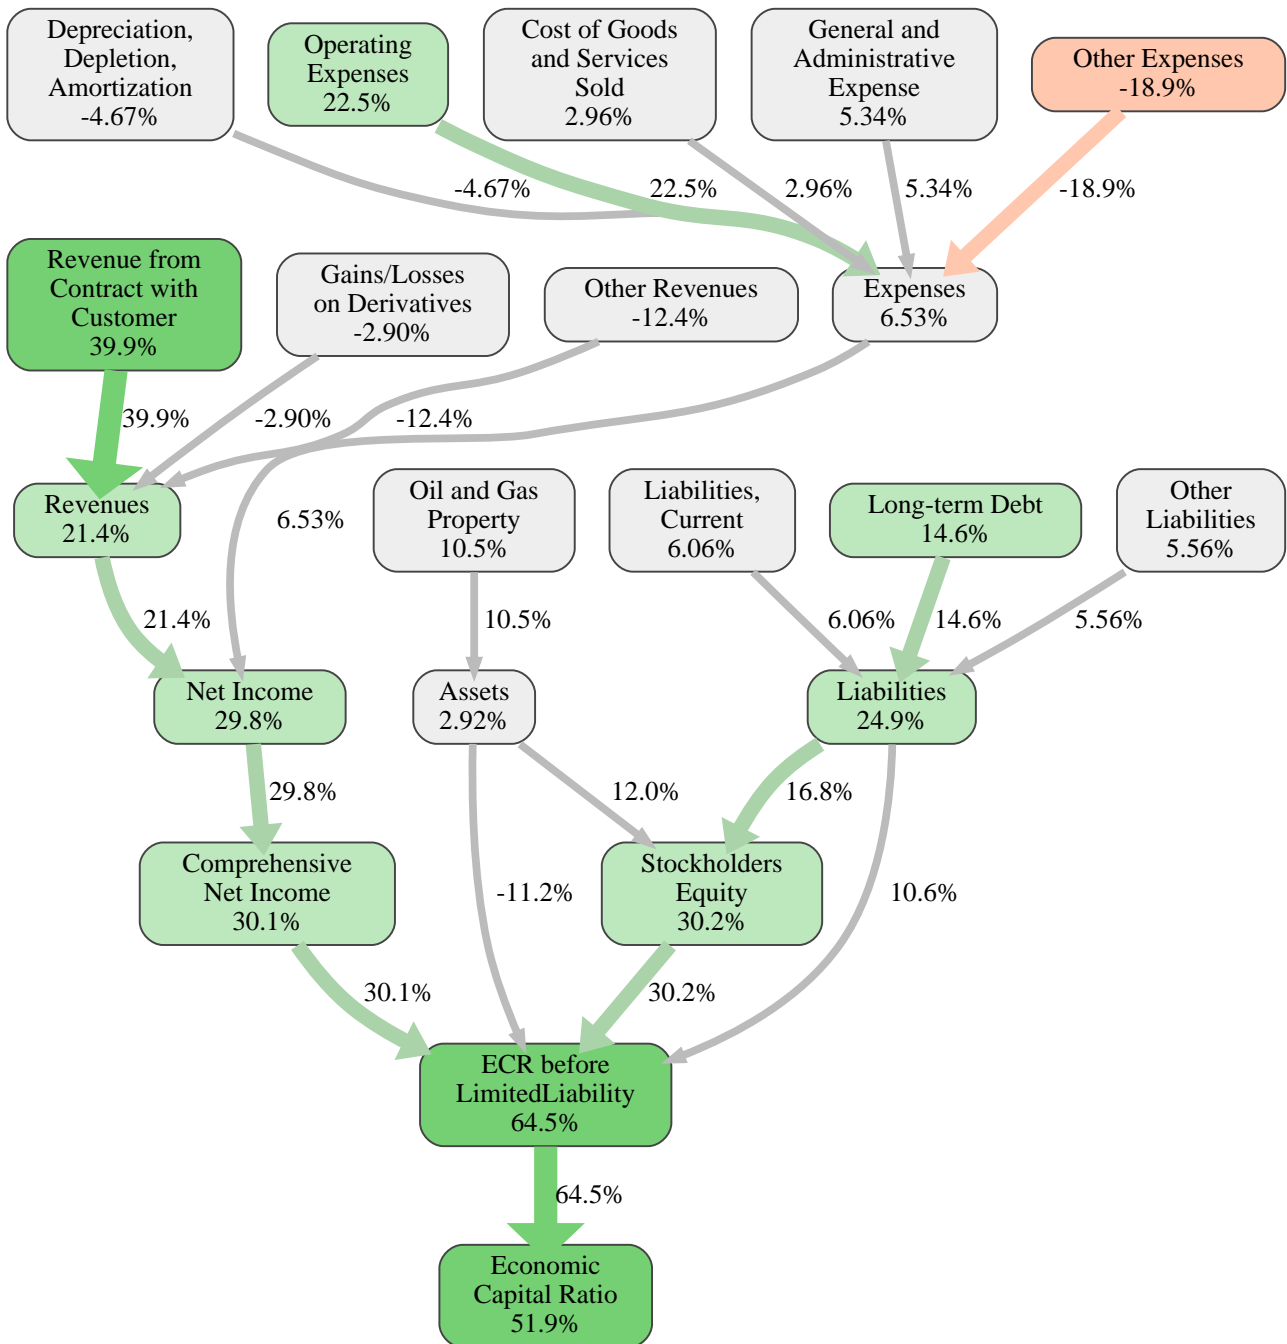 Depreciation,
Depletion,
Amortization
-4.67%
Operating
Expenses
22.5%
Cost of Goods
and Services
Sold
2.96%
General and
Administrative
Expense
5.34%
Other Expenses
-18.9%
-4.67%
22.5%
2.96%
5.34%
-18.9%
Revenue from
Contract with
Customer
39.9%
Gains/Losses
on Derivatives
-2.90%
Other Revenues
-12.4%
Expenses
6.53%
39.9%
-2.90%
-12.4%
6.53%
Revenues
21.4%
Oil and Gas
Property
10.5%
Liabilities,
Current
6.06%
Long-term Debt
14.6%
Other
Liabilities
5.56%
21.4%
10.5%
6.06%
14.6%
5.56%
Net Income
29.8%
Assets
2.92%
Liabilities
24.9%
29.8%
12.0%
16.8%
Comprehensive
Net Income
30.1%
-11.2%
Stockholders
Equity
30.2%
10.6%
30.1%
30.2%
ECR before
LimitedLiability
64.5%
64.5%
Economic
Capital Ratio
51.9%